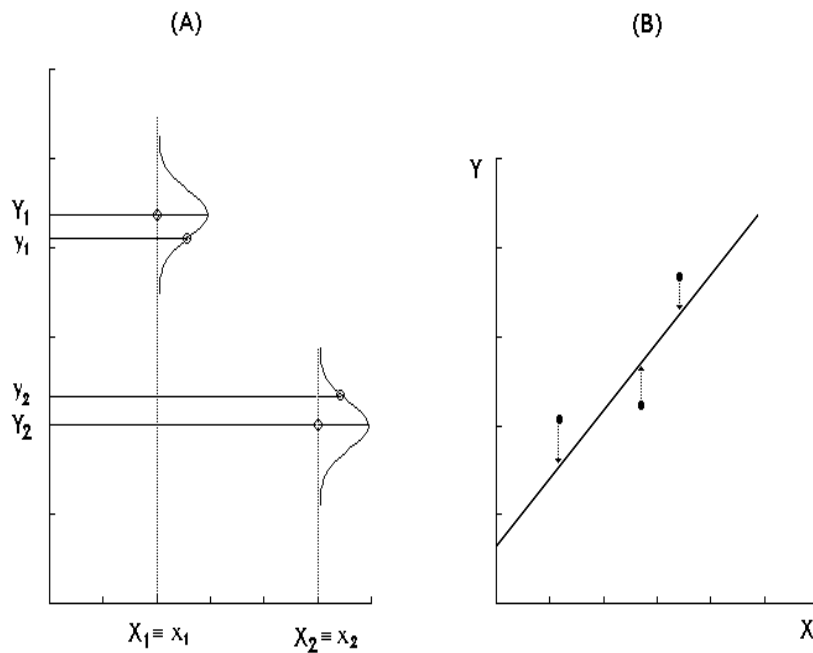 (A)
(B)
Y
Y₁
y₁
y₂
Y₂
X
X₁ ≡ x₁
X₂ ≡ x₂